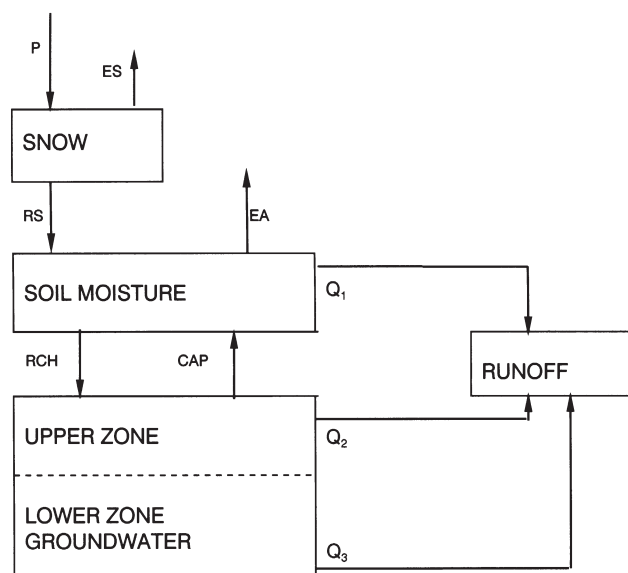 P
ES
SNOW
RS
EA
SOIL MOISTURE
Q₁
RCH
CAP
RUNOFF
UPPER ZONE
Q₂
LOWER ZONE
GROUNDWATER
Q₃